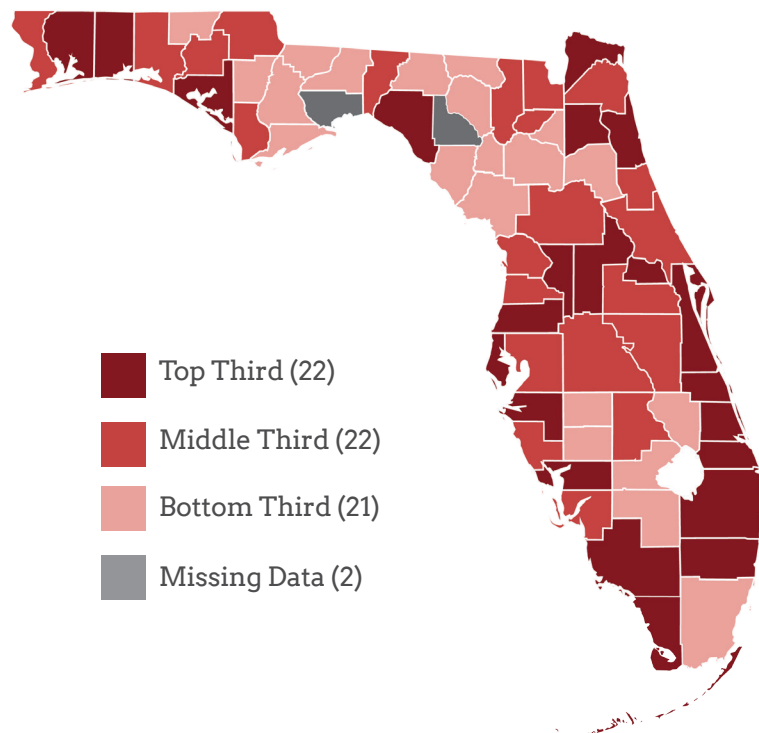 Top Third (22)
Middle Third (22)
Bottom Third (21)
Missing Data (2)